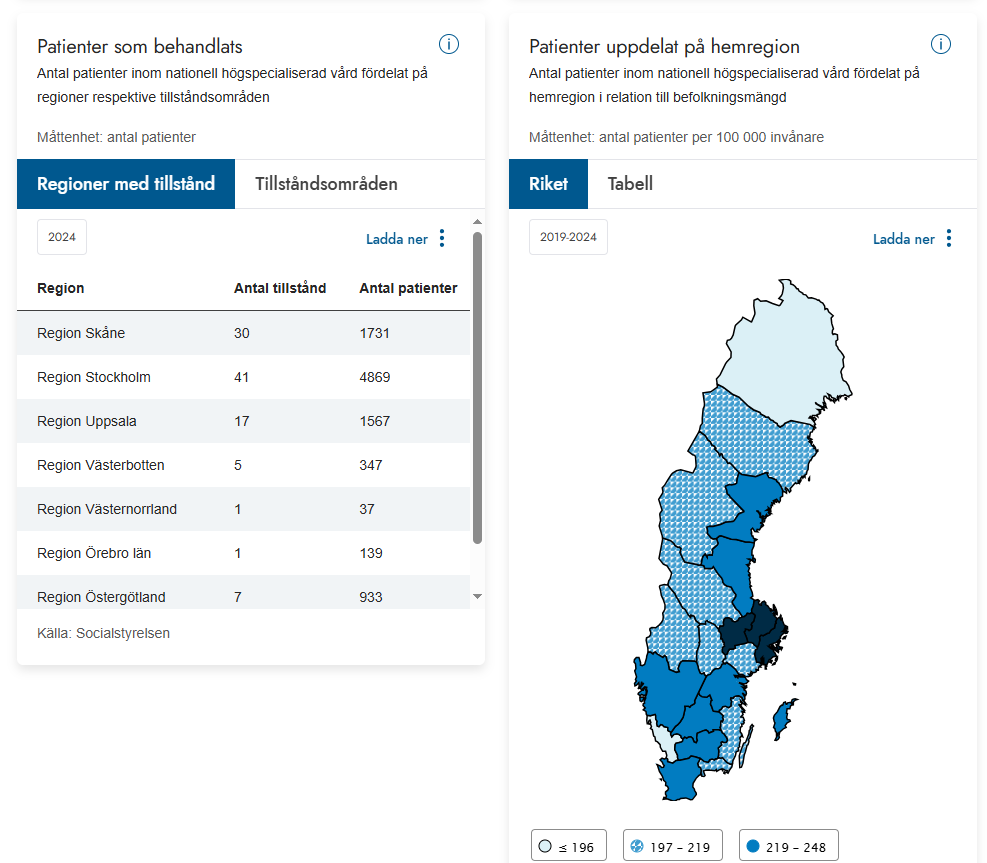 Patienter som behandlats
Antal patienter inom nationell högspecialiserad vård fördelat på
regioner respektive tillståndsområden
Måttenhet: antal patienter
Regioner med tillstånd
Tillståndsområden
2024
Ladda ner
Region Antal tillstånd Antal patienter
Region Skåne 30 1731
Region Stockholm 41 4869
Region Uppsala 17 1567
Region Västerbotten 5 347
Region Västernorrland 1 37
Region Örebro län 1 139
Region Östergötland 7 933
Källa: Socialstyrelsen
Patienter uppdelat på hemregion
Antal patienter inom nationell högspecialiserad vård fördelat på
hemregion i relation till befolkningsmängd
Måttenhet: antal patienter per 100 000 invånare
Riket
Tabell
2019-2024
Ladda ner
≤ 196
197 – 219
219 – 248